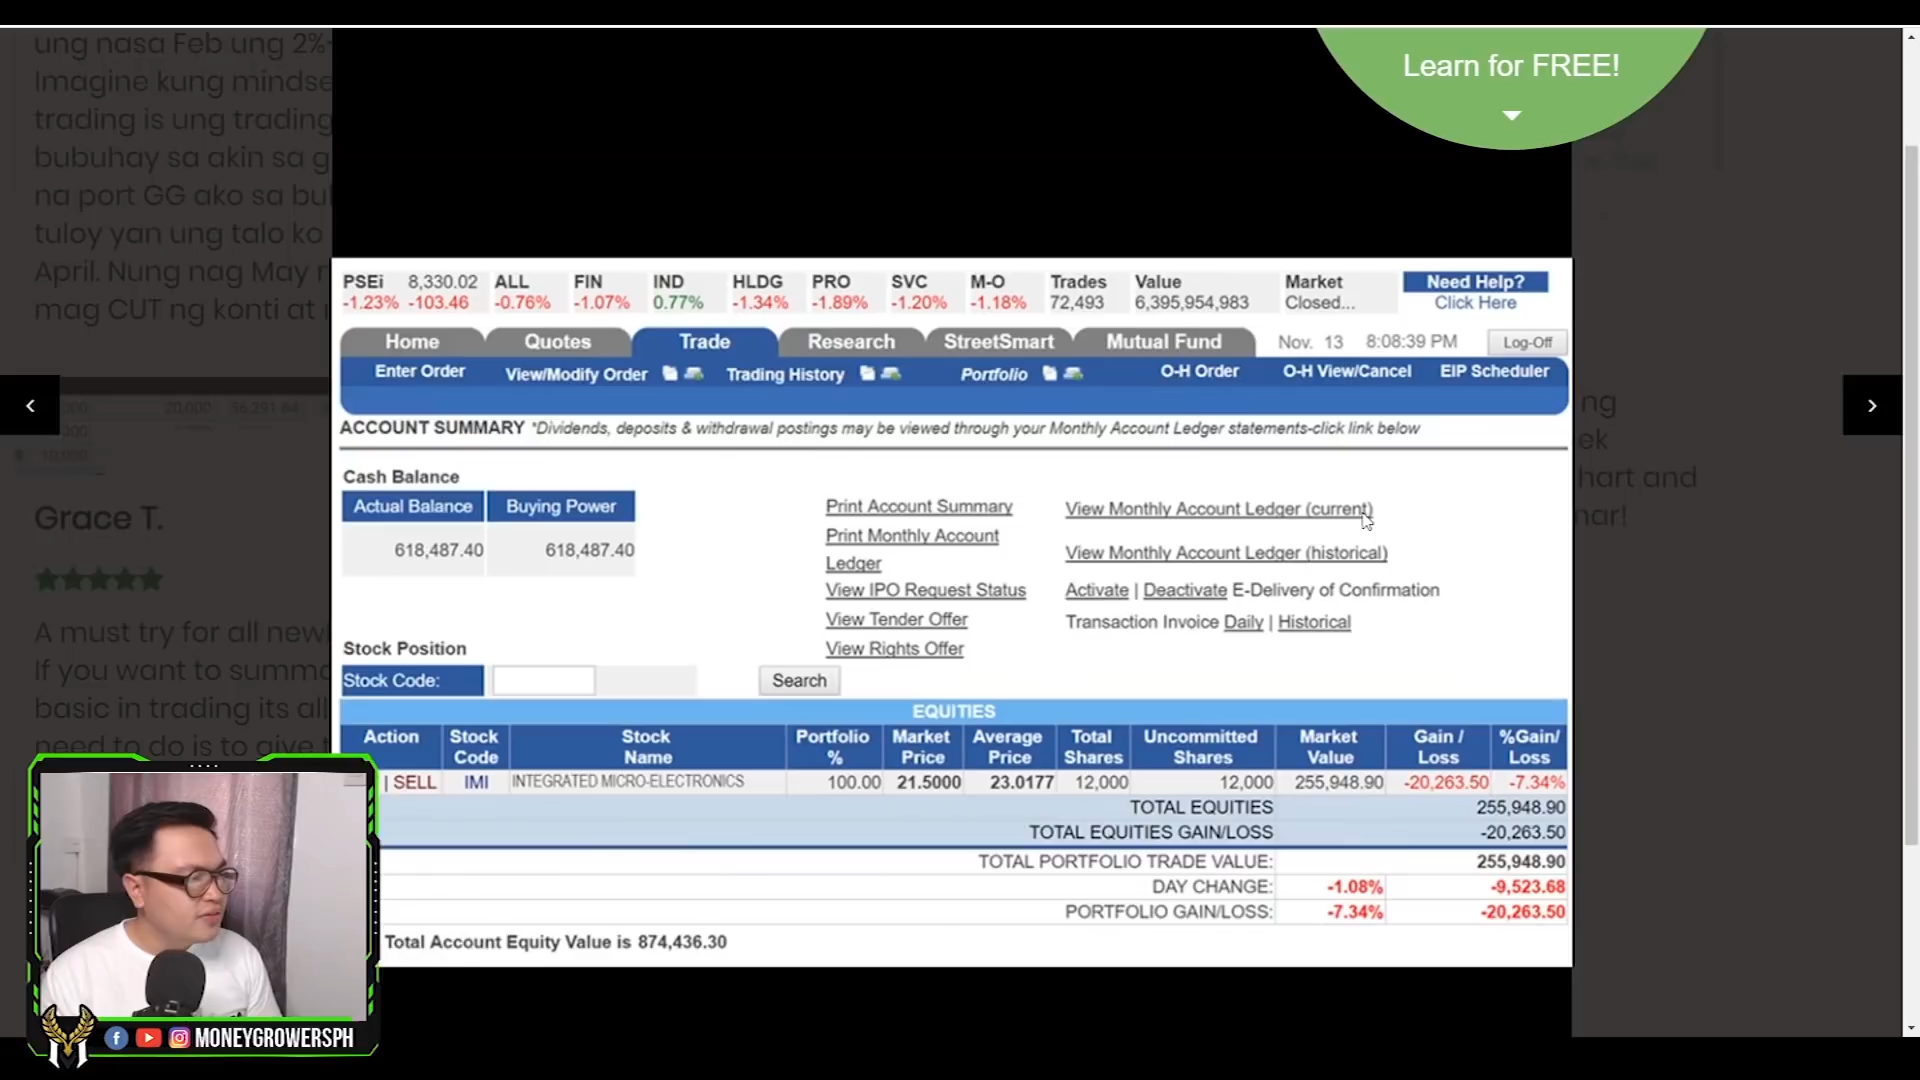 ung nasa Feb ung 2%
Imagine kung mindse
trading is ung trading
bubuhay sa akin sa g
na port GG ako sa bu
tuloy yan ung talo ko
April. Nung nag May
mag CUT ng konti at
Learn for FREE!
PSEi 8,330.02 ALL FIN IND HLDG PRO SVC M-O Trades Value Market Need Help?
-1.23% -103.46 -0.76% -1.07% 0.77% -1.34% -1.89% -1.20% -1.18% 72,493 6,395,954,983 Closed... Click Here
Home Quotes Trade Research StreetSmart Mutual Fund Nov. 13 8:08:39 PM Log-Off
Enter Order View/Modify Order Trading History Portfolio O-H Order O-H View/Cancel EIP Scheduler
ACCOUNT SUMMARY *Dividends, deposits & withdrawal postings may be viewed through your Monthly Account Ledger statements-click link below
Cash Balance
Actual Balance Buying Power
618,487.40 618,487.40
Print Account Summary
Print Monthly Account
Ledger
View IPO Request Status
View Tender Offer
View Rights Offer
View Monthly Account Ledger (current)
View Monthly Account Ledger (historical)
Activate | Deactivate E-Delivery of Confirmation
Transaction Invoice Daily | Historical
Stock Position
Stock Code: Search
EQUITIES
Action Stock Code Stock Name Portfolio % Market Price Average Price Total Shares Uncommitted Shares Market Value Gain / Loss %Gain/ Loss
| SELL IMI INTEGRATED MICRO-ELECTRONICS 100.00 21.5000 23.0177 12,000 12,000 255,948.90 -20,263.50 -7.34%
TOTAL EQUITIES 255,948.90
TOTAL EQUITIES GAIN/LOSS -20,263.50
TOTAL PORTFOLIO TRADE VALUE: 255,948.90
DAY CHANGE: -1.08% -9,523.68
PORTFOLIO GAIN/LOSS: -7.34% -20,263.50
Total Account Equity Value is 874,436.30
20,000 56,291.64
10,000
Grace T.
A must try for all new
If you want to summ
basic in trading its all
need to do is to give
ng
ek
hart and
nar!
MONEYGROWERSPH